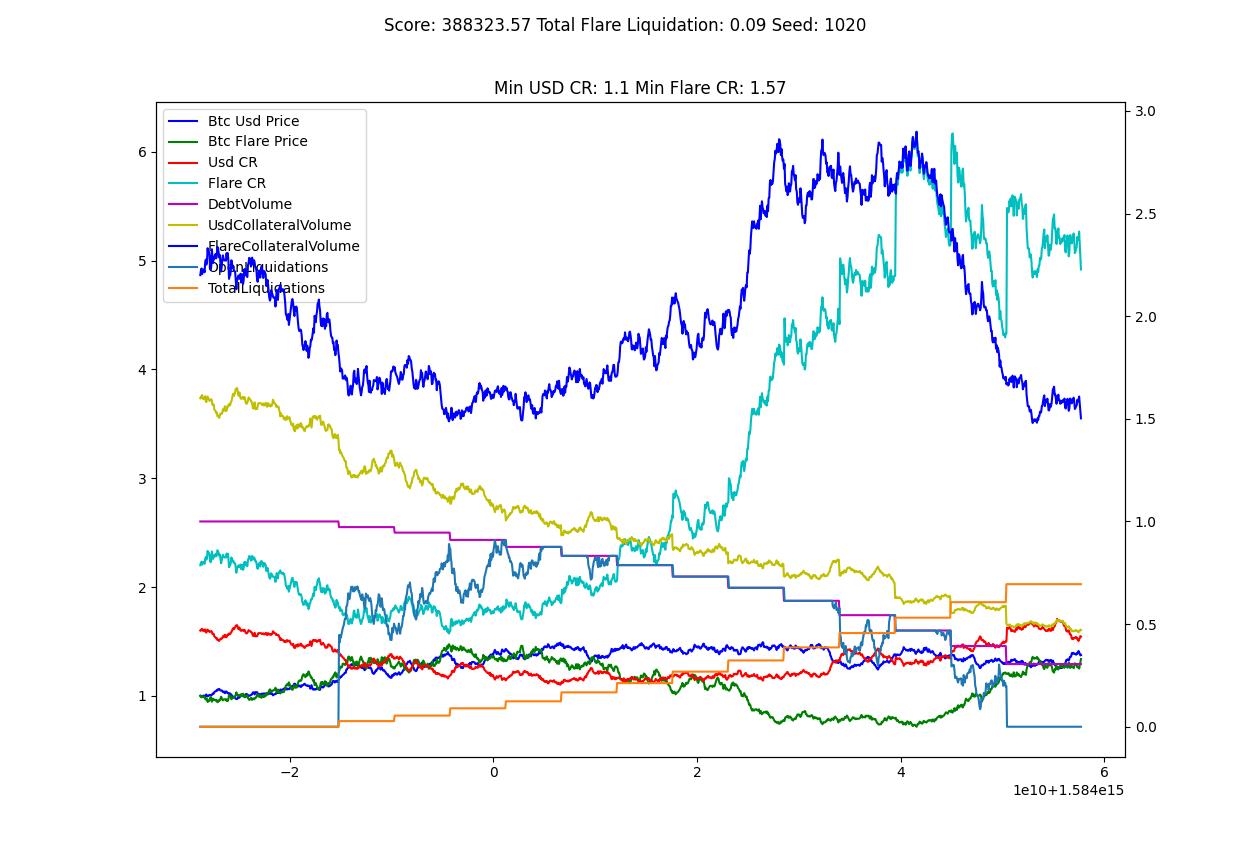 Score: 388323.57 Total Flare Liquidation: 0.09 Seed: 1020
Min USD CR: 1.1 Min Flare CR: 1.57
Btc Usd Price
Btc Flare Price
Usd CR
Flare CR
DebtVolume
UsdCollateralVolume
FlareCollateralVolume
OpenLiquidations
TotalLiquidations
6
5
4
3
2
1
3.0
2.5
2.0
1.5
1.0
0.5
0.0
−2 0 2 4 6
1e10+1.584e15